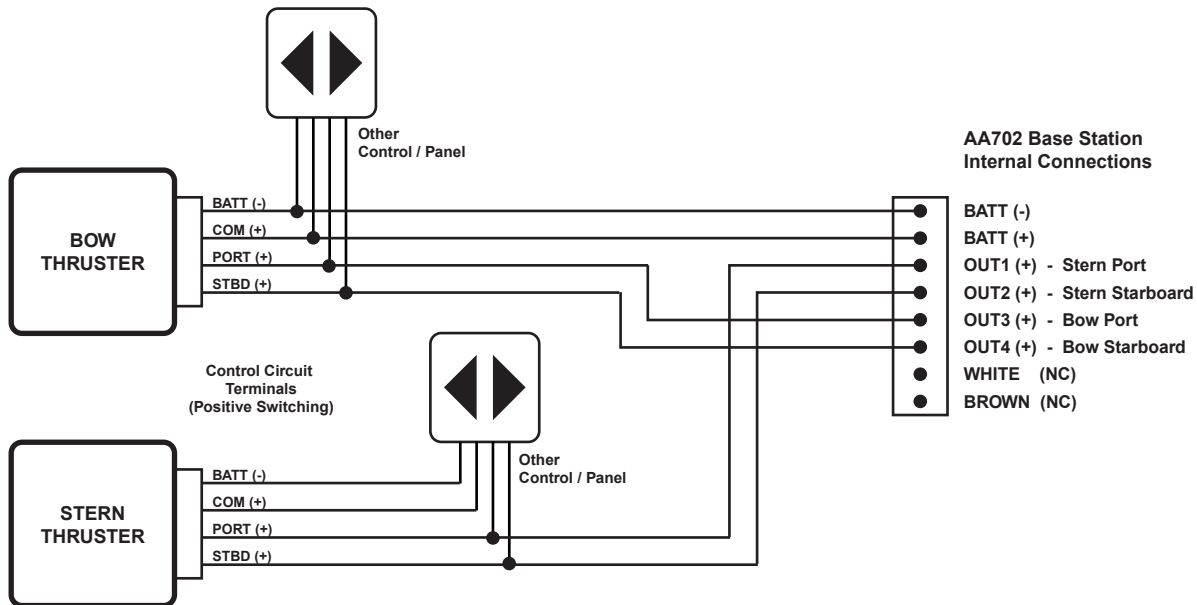 Other
Control / Panel
AA702 Base Station
Internal Connections
BOW
THRUSTER
BATT (-)
COM (+)
PORT (+)
STBD (+)
BATT (-)
BATT (+)
OUT1 (+) - Stern Port
OUT2 (+) - Stern Starboard
OUT3 (+) - Bow Port
OUT4 (+) - Bow Starboard
WHITE (NC)
BROWN (NC)
Control Circuit
Terminals
(Positive Switching)
Other
Control / Panel
STERN
THRUSTER
BATT (-)
COM (+)
PORT (+)
STBD (+)